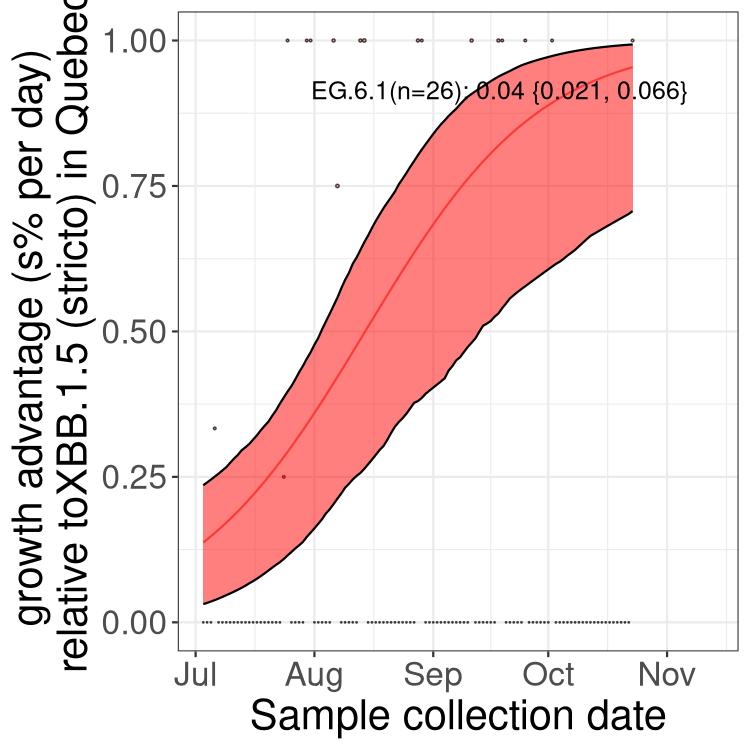 growth advantage (s% per day)
relative toXBB.1.5 (stricto) in Quebec
1.00
0.75
0.50
0.25
0.00
EG.6.1(n=26): 0.04 {0.021, 0.066}
Jul Aug Sep Oct Nov
Sample collection date